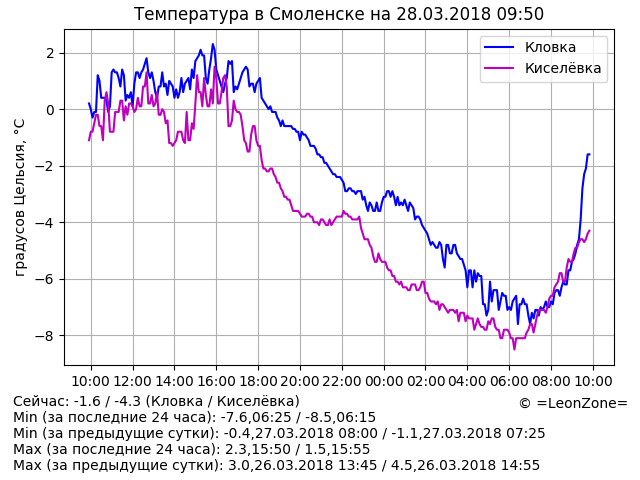 Температура в Смоленске на 28.03.2018 09:50
Кловка
Киселёвка
градусов Цельсия, °C
2
0
−2
−4
−6
−8
10:00 12:00 14:00 16:00 18:00 20:00 22:00 00:00 02:00 04:00 06:00 08:00 10:00
Сейчас: -1.6 / -4.3 (Кловка / Киселёвка)
© =LeonZone=
Min (за последние 24 часа): -7.6,06:25 / -8.5,06:15
Min (за предыдущие сутки): -0.4,27.03.2018 08:00 / -1.1,27.03.2018 07:25
Max (за последние 24 часа): 2.3,15:50 / 1.5,15:55
Max (за предыдущие сутки): 3.0,26.03.2018 13:45 / 4.5,26.03.2018 14:55